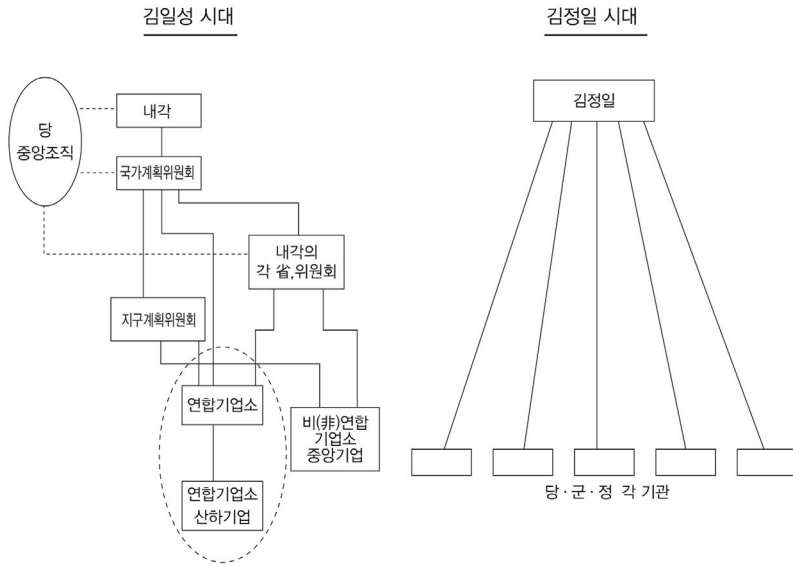 김일성 시대
당
중앙조직
내각
국가계획위원회
내각의
각 省,위원회
지구계획위원회
연합기업소
비(非)연합
기업소
중앙기업
연합기업소
산하기업
김정일 시대
김정일
당·군·정 각 기관